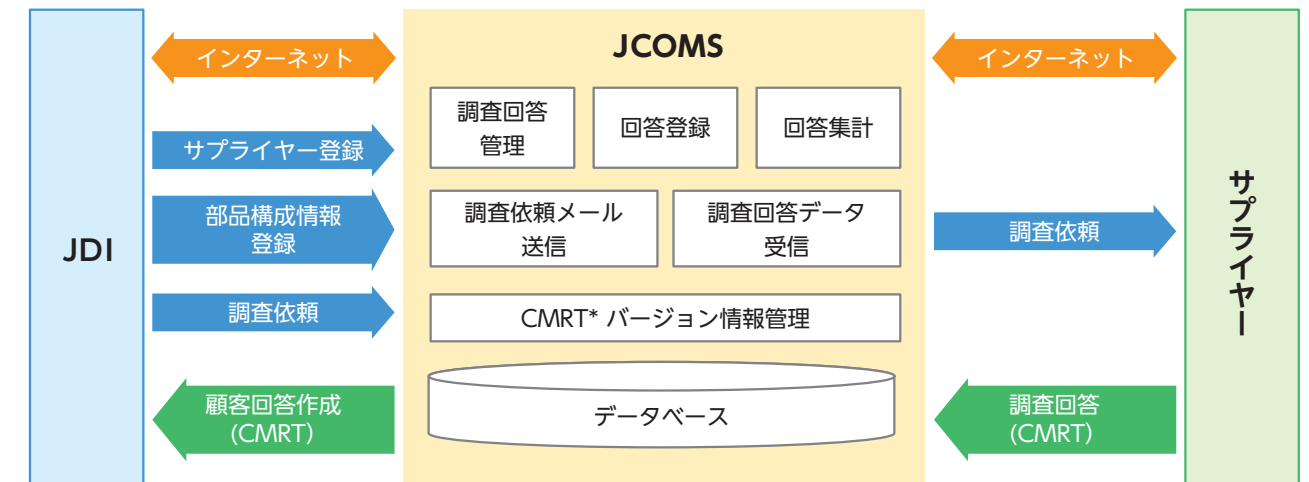 JDI
インターネット
サプライヤー登録
部品構成情報
登録
調査依頼
顧客回答作成
(CMRT)
JCOMS
調査回答
管理
回答登録
回答集計
調査依頼メール
送信
調査回答データ
受信
CMRT* バージョン情報管理
データベース
インターネット
調査依頼
調査回答
(CMRT)
サプライヤー